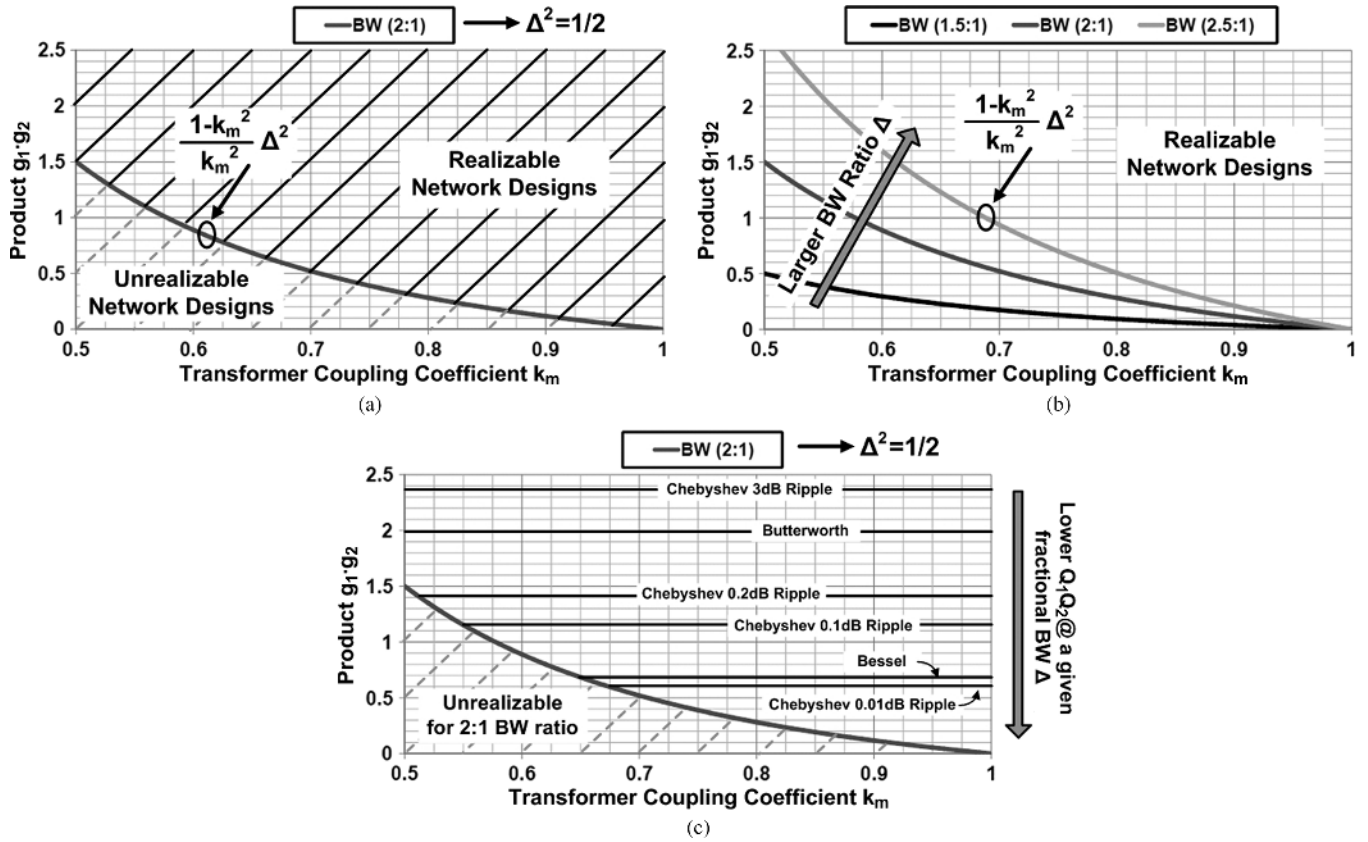 BW (2:1) Δ²=1/2
2.5
2
1.5
1
0.5
0
Product g₁·g₂
1-kₘ²
kₘ² Δ²
Realizable
Network Designs
Unrealizable
Network Designs
0.5 0.6 0.7 0.8 0.9 1
Transformer Coupling Coefficient kₘ
(a)
BW (1.5:1) BW (2:1) BW (2.5:1)
2.5
2
1.5
1
0.5
0
Product g₁·g₂
Larger BW Ratio Δ
1-kₘ²
kₘ² Δ²
Realizable
Network Designs
0.5 0.6 0.7 0.8 0.9 1
Transformer Coupling Coefficient kₘ
(b)
BW (2:1) Δ²=1/2
2.5
2
1.5
1
0.5
0
Product g₁·g₂
Chebyshev 3dB Ripple
Butterworth
Chebyshev 0.2dB Ripple
Chebyshev 0.1dB Ripple
Bessel
Chebyshev 0.01dB Ripple
Unrealizable
for 2:1 BW ratio
0.5 0.6 0.7 0.8 0.9 1
Transformer Coupling Coefficient kₘ
Lower Q₁Q₂@ a given
fractional BW Δ
(c)